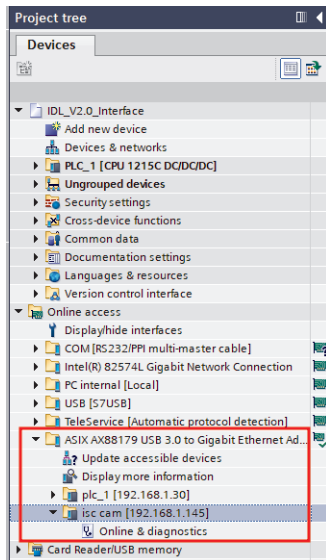 Project tree
Devices
IDL_V2.0_Interface
Add new device
Devices & networks
PLC_1 [CPU 1215C DC/DC/DC]
Ungrouped devices
Security settings
Cross-device functions
Common data
Documentation settings
Languages & resources
Version control interface
Online access
Display/hide interfaces
COM [RS232/PPI multi-master cable]
Intel(R) 82574L Gigabit Network Connection
PC internal [Local]
USB [S7USB]
TeleService [Automatic protocol detection]
ASIX AX88179 USB 3.0 to Gigabit Ethernet Ad...
Update accessible devices
Display more information
plc_1 [192.168.1.30]
isc cam [192.168.1.145]
Online & diagnostics
Card Reader/USB memory